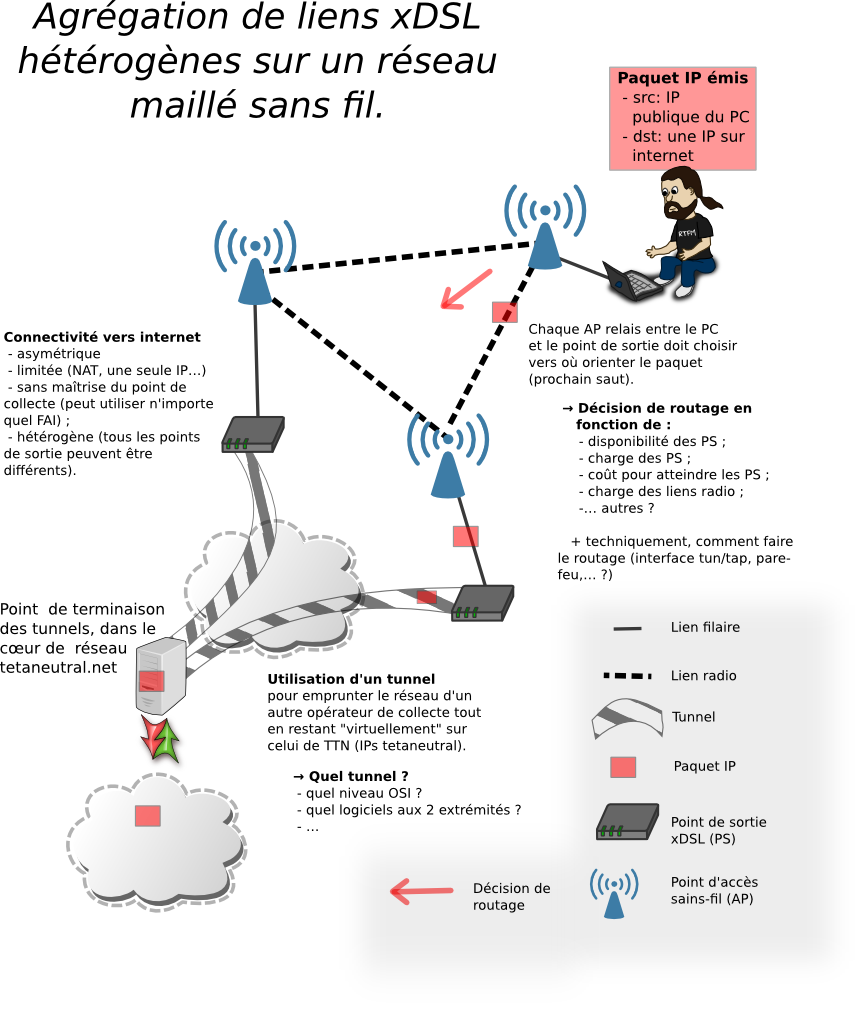 Agrégation de liens xDSL
hétérogènes sur un réseau
maillé sans fil.
Paquet IP émis
- src: IP
publique du PC
- dst: une IP sur
internet
RTFM
Connectivité vers internet
- asymétrique
- limitée (NAT, une seule IP...)
- sans maîtrise du point de
collecte (peut utiliser n'importe
quel FAI) ;
- hétérogène (tous les points
de sortie peuvent être
différents).
Chaque AP relais entre le PC
et le point de sortie doit choisir
vers où orienter le paquet
(prochain saut).
→ Décision de routage en
fonction de :
- disponibilité des PS ;
- charge des PS ;
- coût pour atteindre les PS ;
- charge des liens radio ;
-... autres ?
+ techniquement, comment faire
le routage (interface tun/tap, pare-
feu,... ?)
Point de terminaison
des tunnels, dans le
cœur de réseau
tetaneutral.net
Utilisation d'un tunnel
pour emprunter le réseau d'un
autre opérateur de collecte tout
en restant "virtuellement" sur
celui de TTN (IPs tetaneutral).
→ Quel tunnel ?
- quel niveau OSI ?
- quel logiciels aux 2 extrémités ?
- ...
Lien filaire
Lien radio
Tunnel
Paquet IP
Point de sortie
xDSL (PS)
Point d'accès
sains-fil (AP)
Décision de
routage